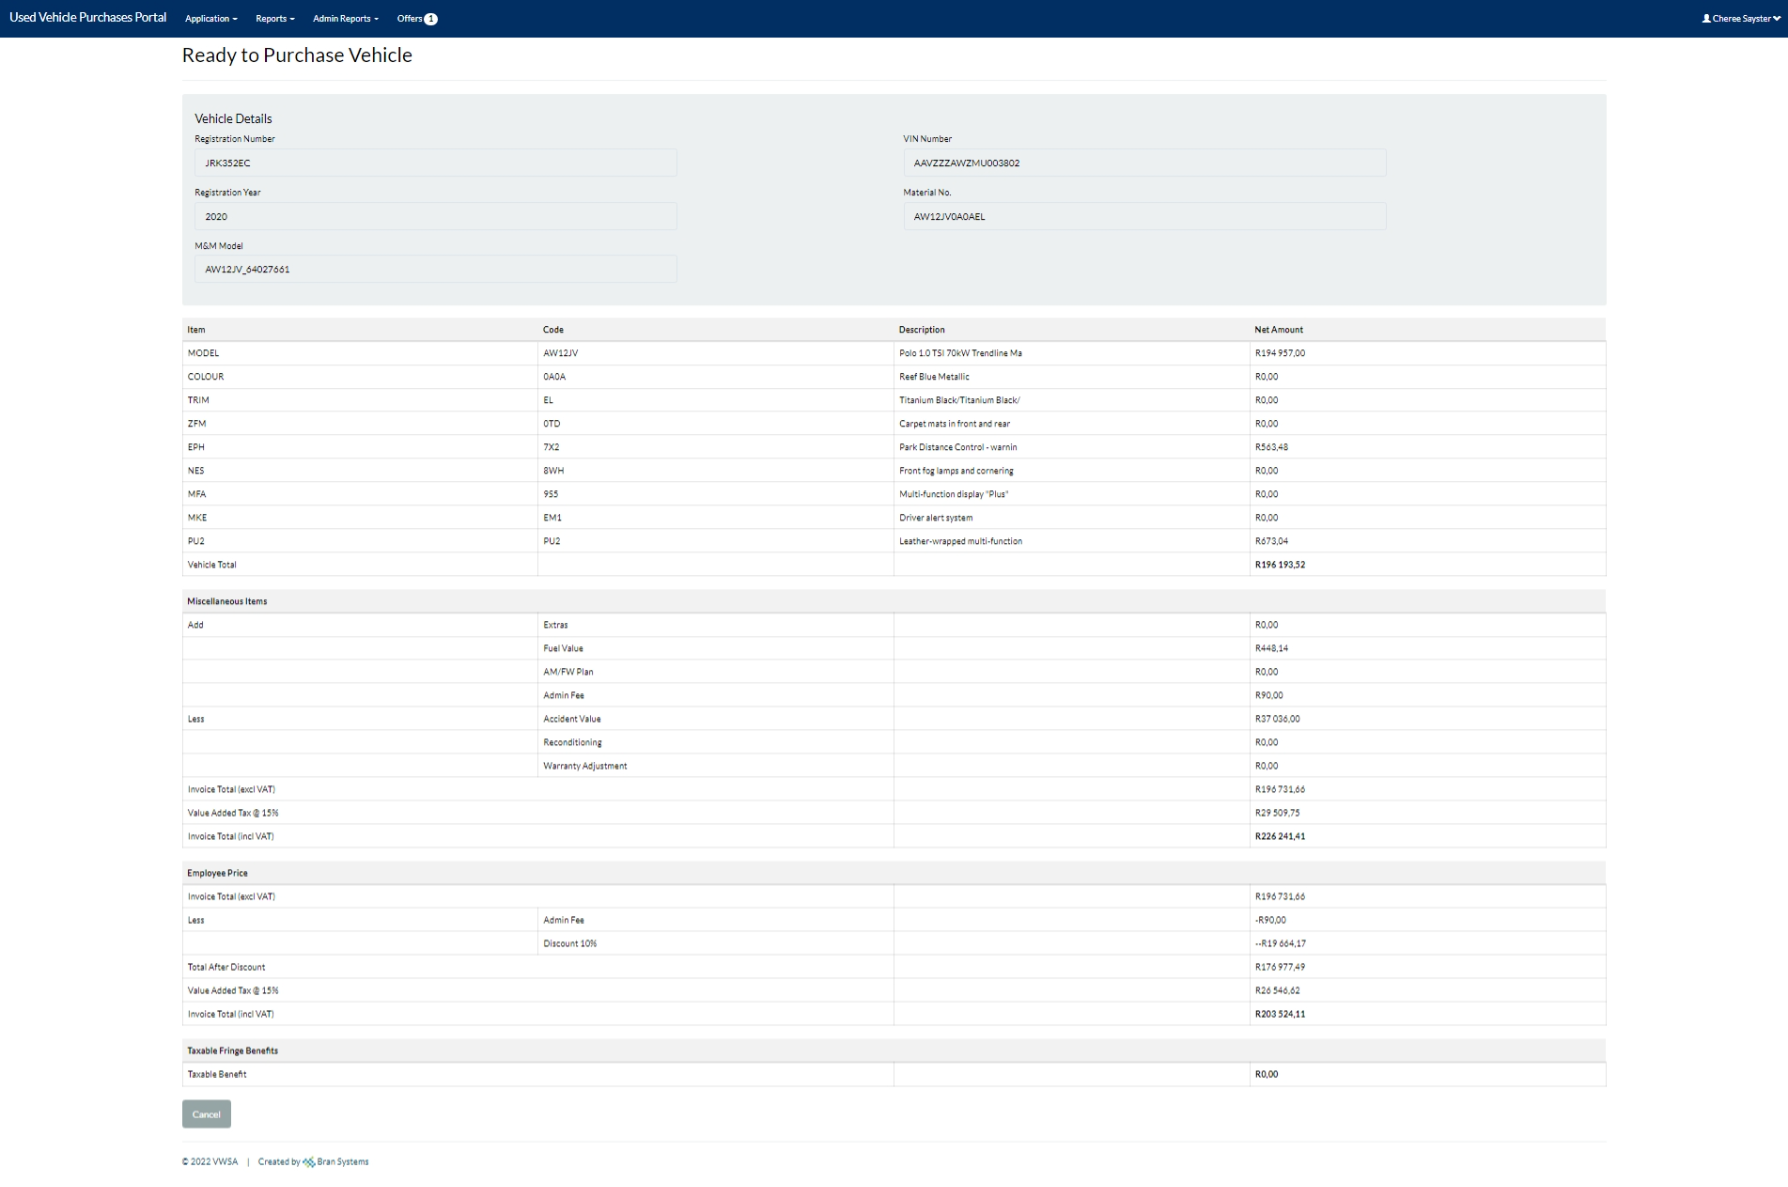 Used Vehicle Purchases Portal Application Reports Admin Reports Offers 1 Cheree Sayster
Ready to Purchase Vehicle
Vehicle Details
Registration Number VIN Number
JRK352EC AAVZZZAWZMU003802
Registration Year Material No.
2020 AW12JV0A0AEL
M&M Model
AW12JV_64027661
Item Code Description Net Amount
MODEL AW12JV Polo 1.0 TSI 70kW Trendline Ma R194 957,00
COLOUR 0A0A Reef Blue Metallic R0,00
TRIM EL Titanium Black/Titanium Black/ R0,00
ZFM 0TD Carpet mats in front and rear R0,00
EPH 7X2 Park Distance Control - warnin R563,48
NES 8WH Front fog lamps and cornering R0,00
MFA 9S5 Multi-function display "Plus" R0,00
MKE EM1 Driver alert system R0,00
PU2 PU2 Leather-wrapped multi-function R673,04
Vehicle Total R196 193,52
Miscellaneous Items
Add Extras R0,00
Fuel Value R448,14
AM/FW Plan R0,00
Admin Fee R90,00
Less Accident Value R37 036,00
Reconditioning R0,00
Warranty Adjustment R0,00
Invoice Total (excl VAT) R196 731,66
Value Added Tax @ 15% R29 509,75
Invoice Total (incl VAT) R226 241,41
Employee Price
Invoice Total (excl VAT) R196 731,66
Less Admin Fee -R90,00
Discount 10% --R19 664,17
Total After Discount R176 977,49
Value Added Tax @ 15% R26 546,62
Invoice Total (incl VAT) R203 524,11
Taxable Fringe Benefits
Taxable Benefit R0,00
Cancel
© 2022 VWSA | Created by Bran Systems